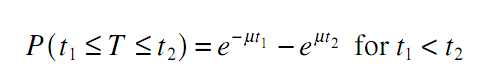 P(t₁ ≤ T ≤ t₂) = e^{-μt₁} − e^{μt₂} for t₁ < t₂